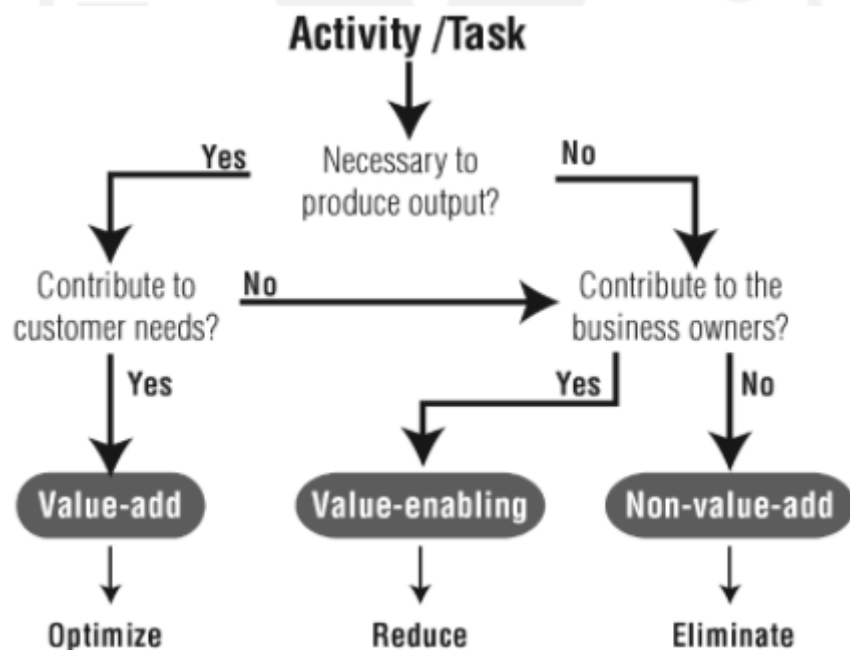 Activity /Task
Yes
Necessary to
produce output?
No
Contribute to
customer needs?
No
Contribute to the
business owners?
Yes
Yes
No
Value-add
Value-enabling
Non-value-add
Optimize
Reduce
Eliminate